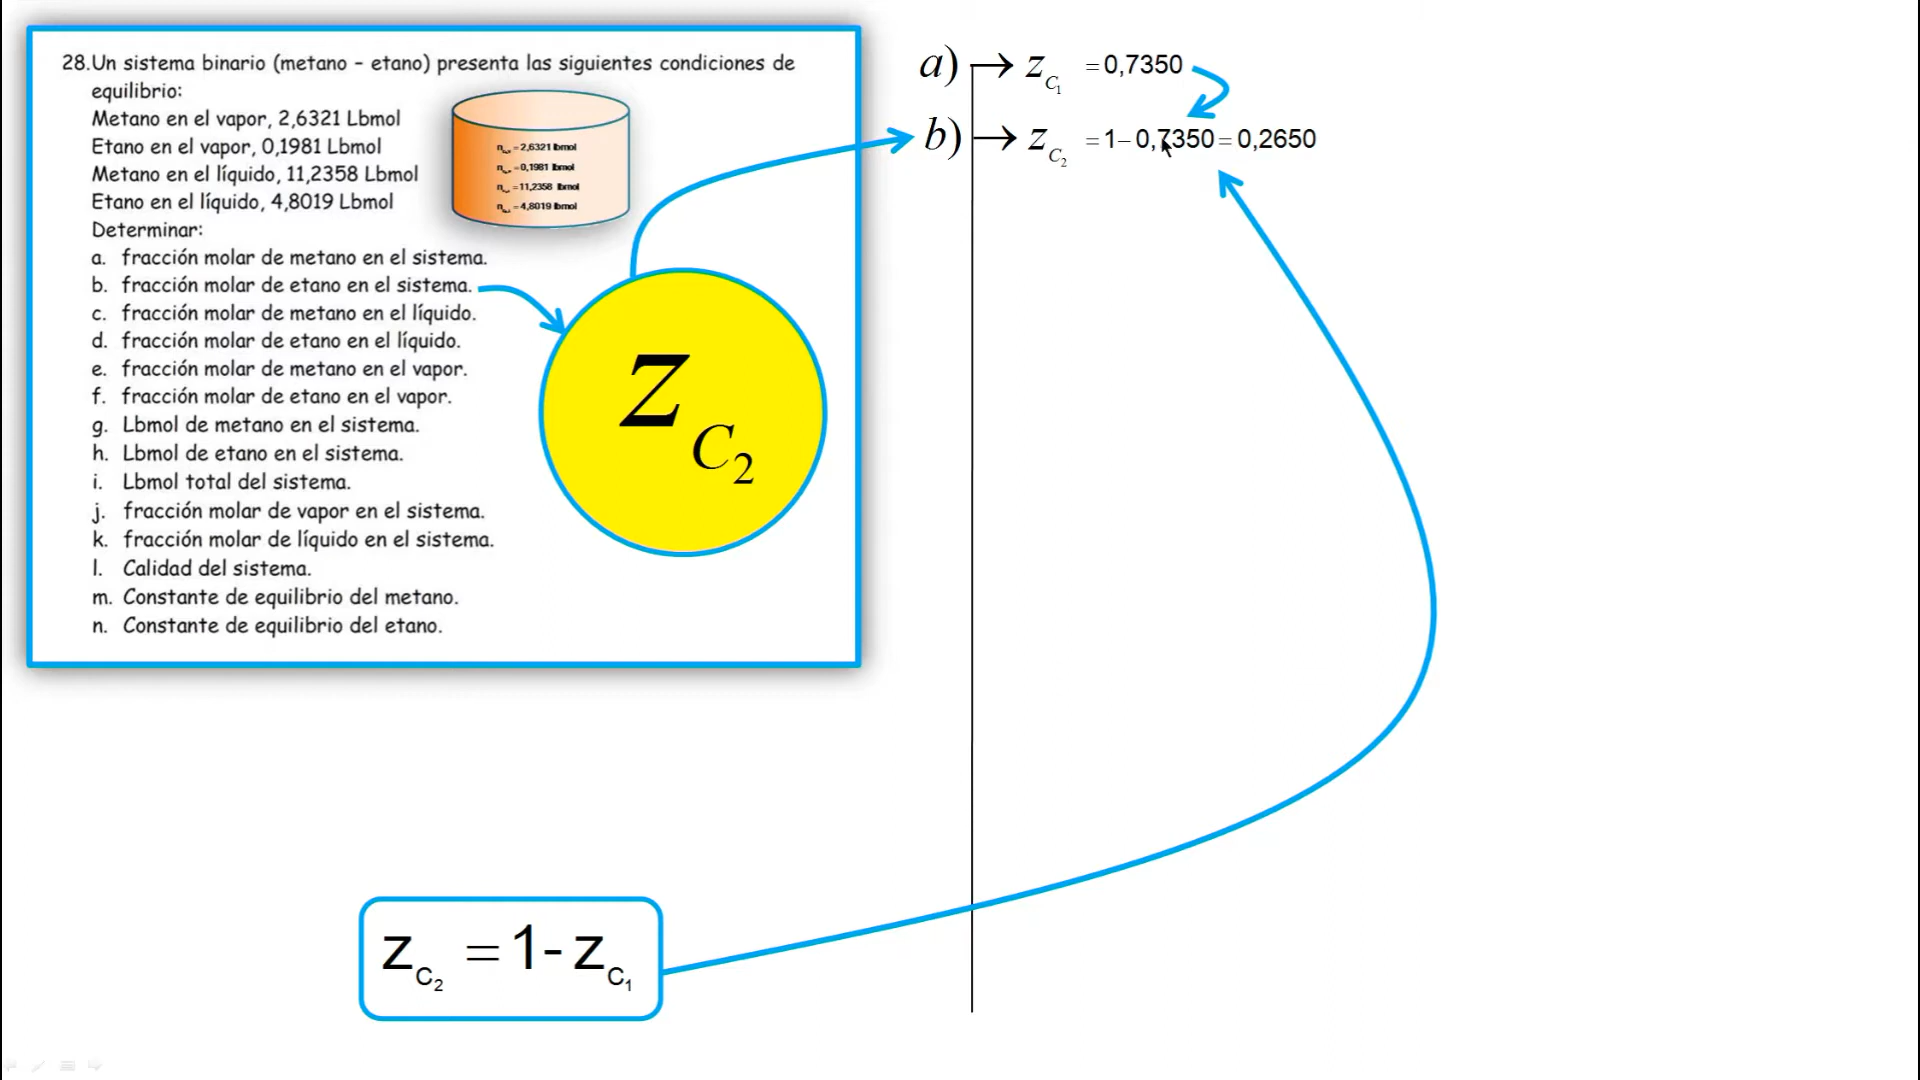 28.Un sistema binario (metano – etano) presenta las siguientes condiciones de
equilibrio:
Metano en el vapor, 2,6321 Lbmol
Etano en el vapor, 0,1981 Lbmol
Metano en el líquido, 11,2358 Lbmol
Etano en el líquido, 4,8019 Lbmol
Determinar:
a. fracción molar de metano en el sistema.
b. fracción molar de etano en el sistema.
c. fracción molar de metano en el líquido.
d. fracción molar de etano en el líquido.
e. fracción molar de metano en el vapor.
f. fracción molar de etano en el vapor.
g. Lbmol de metano en el sistema.
h. Lbmol de etano en el sistema.
i. Lbmol total del sistema.
j. fracción molar de vapor en el sistema.
k. fracción molar de líquido en el sistema.
l. Calidad del sistema.
m. Constante de equilibrio del metano.
n. Constante de equilibrio del etano.
n = 2,6321 lbmol
n = 0,1981 lbmol
n = 11,2358 lbmol
n = 4,8019 lbmol
z C₂
a) → z C₁ = 0,7350
b) → z C₂ = 1 – 0,7350 = 0,2650
z C₂ = 1 - z C₁